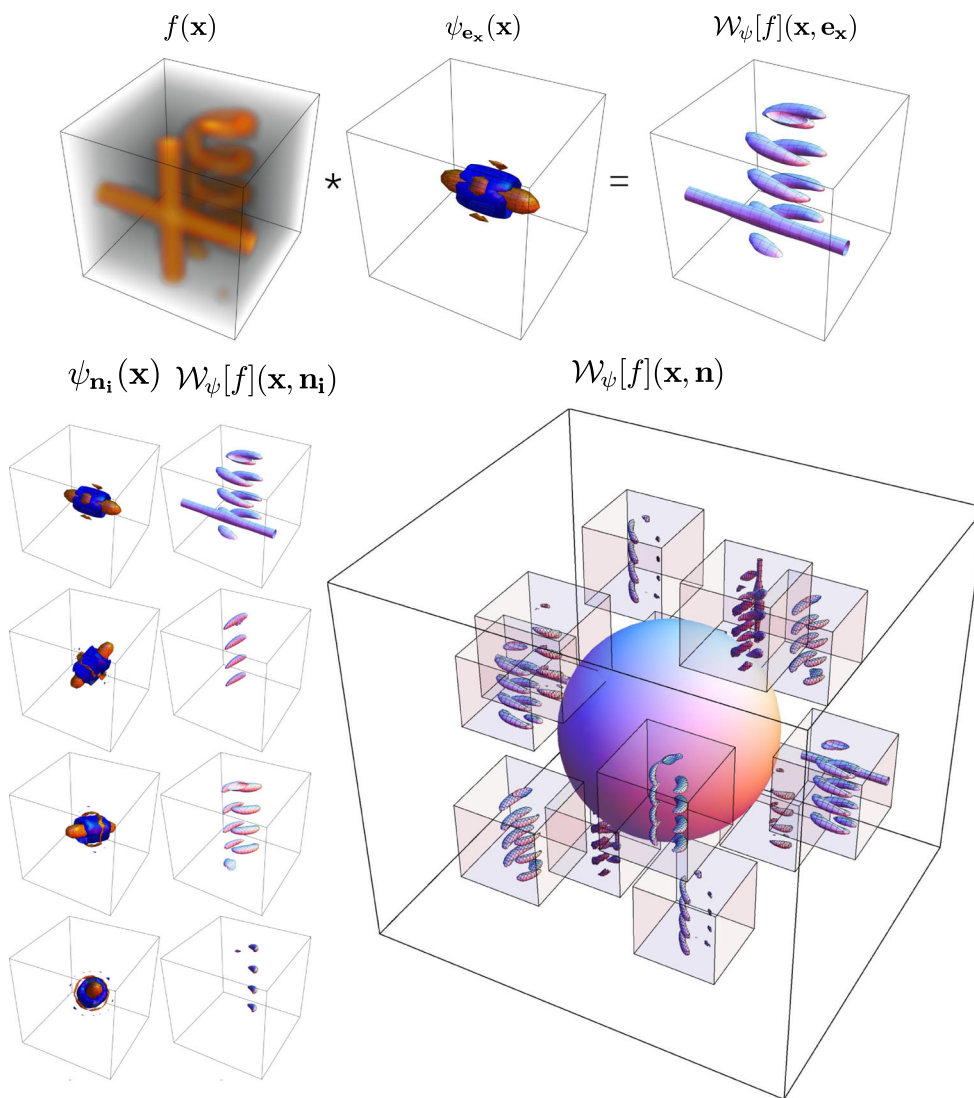 f(𝐱) ψ_{𝐞_𝐱}(𝐱) 𝒲_ψ[f](𝐱, 𝐞_𝐱)
⋆ =
ψ_{𝐧_𝐢}(𝐱) 𝒲_ψ[f](𝐱, 𝐧_𝐢) 𝒲_ψ[f](𝐱, 𝐧)